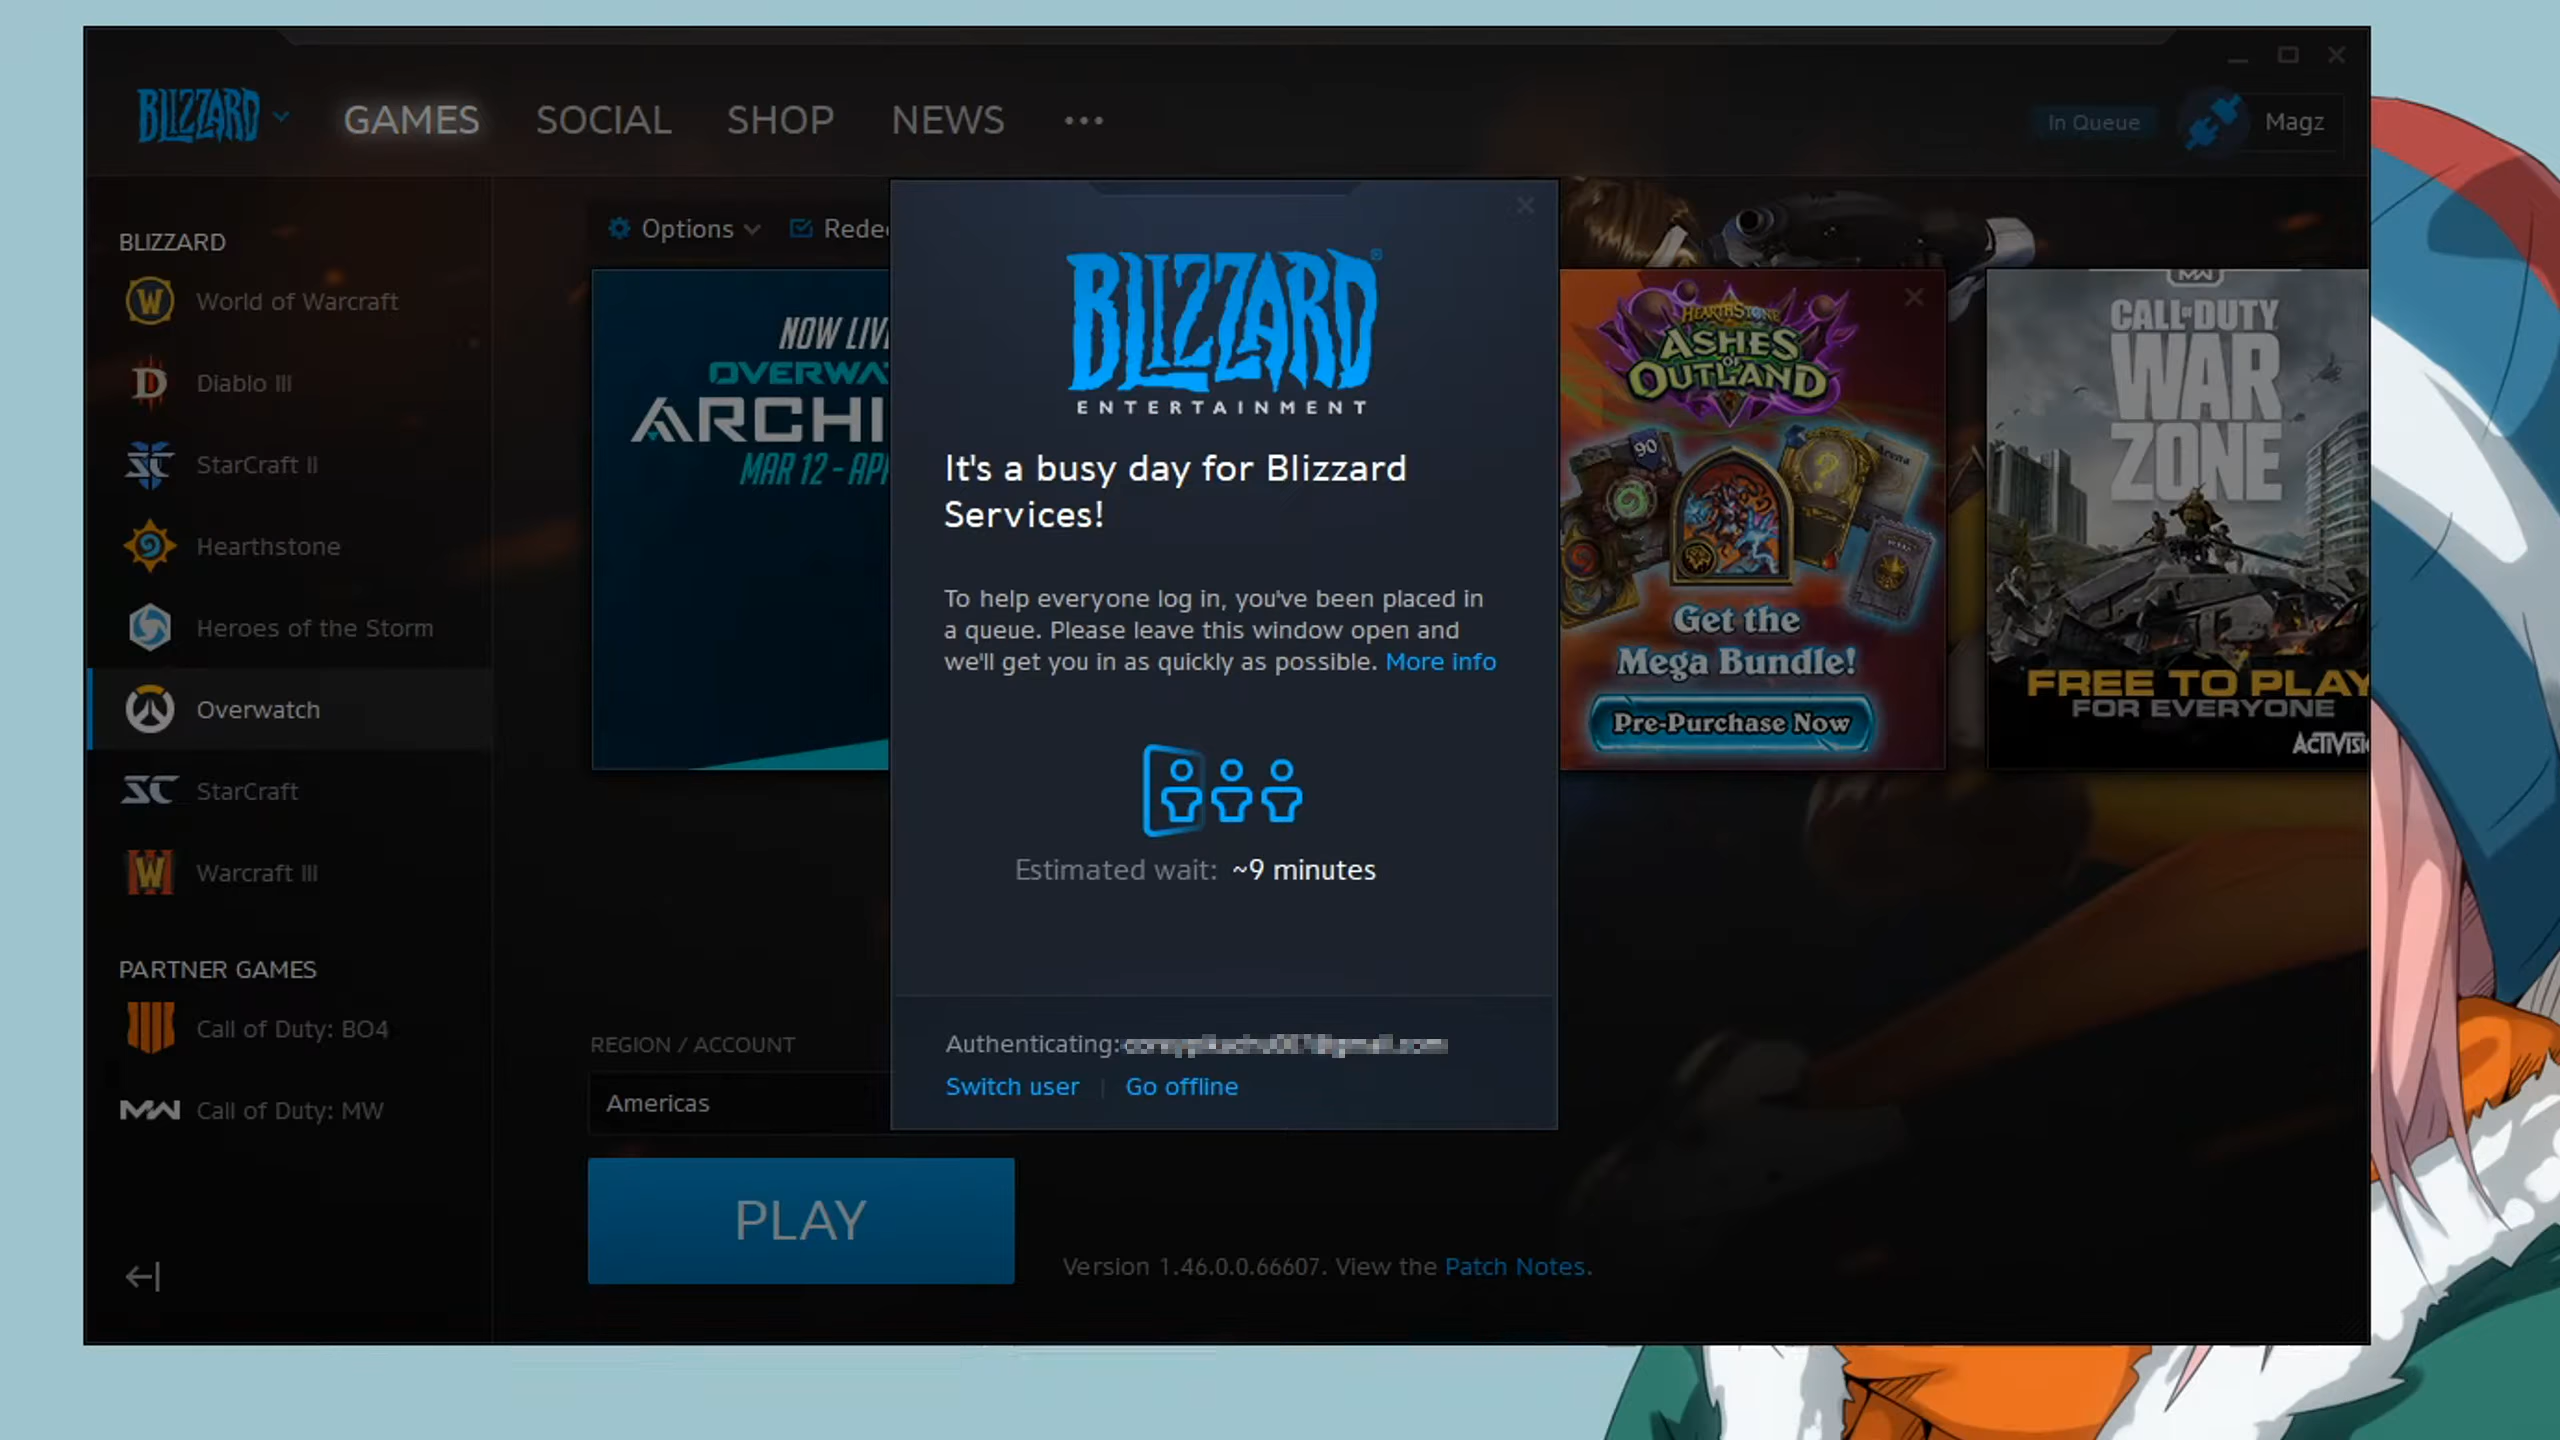 BLIZZARD
GAMES
SOCIAL
SHOP
NEWS
In Queue
Magz
BLIZZARD
World of Warcraft
Diablo III
StarCraft II
Hearthstone
Heroes of the Storm
Overwatch
StarCraft
Warcraft III
PARTNER GAMES
Call of Duty: BO4
Call of Duty: MW
Options
Rede
NOW LIV
OVERWA
ARCHI
MAR 12 - APR
BLIZZARD
ENTERTAINMENT
It's a busy day for Blizzard
Services!
To help everyone log in, you've been placed in
a queue. Please leave this window open and
we'll get you in as quickly as possible. More info
Estimated wait: ~9 minutes
Authenticating:
Switch user | Go offline
HEARTHSTONE
ASHES
OF
OUTLAND
90
Arena
Get the
Mega Bundle!
Pre-Purchase Now
MW
CALL OF DUTY
WAR
ZONE
FREE TO PLAY
FOR EVERYONE
ACTIVISI
REGION / ACCOUNT
Americas
PLAY
Version 1.46.0.0.66607. View the Patch Notes.